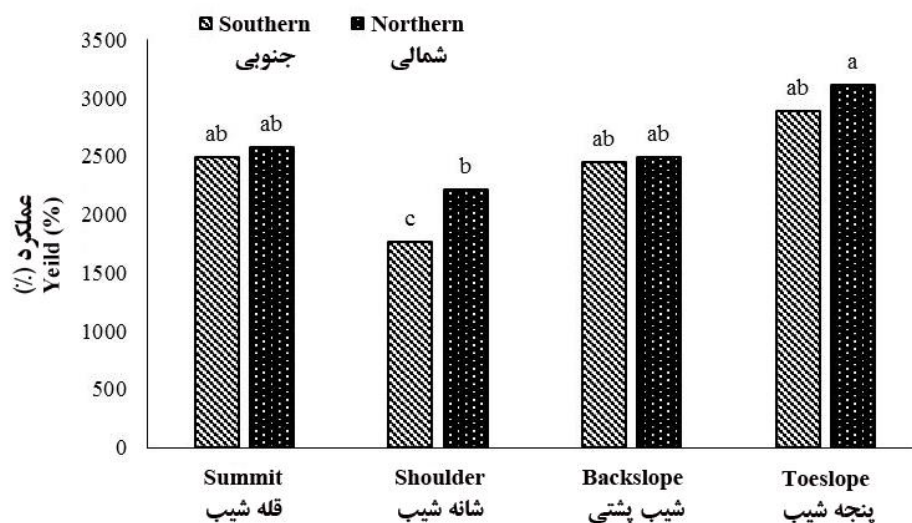 Southern Northern
جنوبی شمالی
3500
3000
2500
2000
1500
1000
500
0
عملکرد (٪)
Yeild (%)
ab ab c b ab ab ab a
Summit Shoulder Backslope Toeslope
قله شیب شانه شیب شیب پشتی پنجه شیب